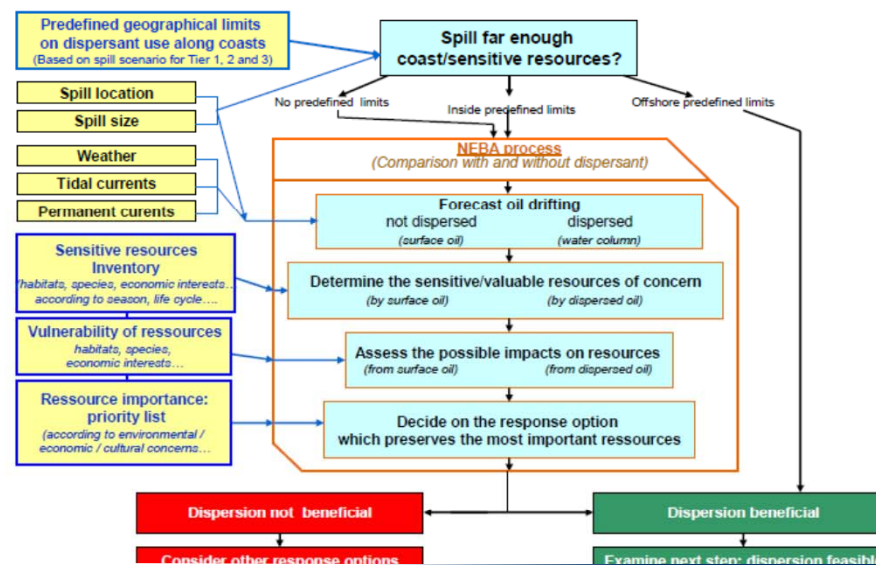 Predefined geographical limits
on dispersant use along coasts
(Based on spill scenario for Tier 1, 2 and 3)
Spill far enough
coast/sensitive resources?
Spill location
Spill size
No predefined limits
Inside predefined limits
Offshore predefined limits
Weather
Tidal currents
Permanent curents
NEBA process
(Comparison with and without dispersant)
Forecast oil drifting
not dispersed dispersed
(surface oil) (water column)
Sensitive resources
Inventory
(habitats, species, economic interests…
according to season, life cycle….
Determine the sensitive/valuable resources of concern
(by surface oil) (by dispersed oil)
Vulnerability of ressources
habitats, species,
economic interests…
Assess the possible impacts on resources
(from surface oil) (from dispersed oil)
Ressource importance:
priority list
(according to environmental /
economic / cultural concerns…
Decide on the response option
which preserves the most important ressources
Dispersion not beneficial
Dispersion beneficial
Consider other response options
Examine next step: dispersion feasible